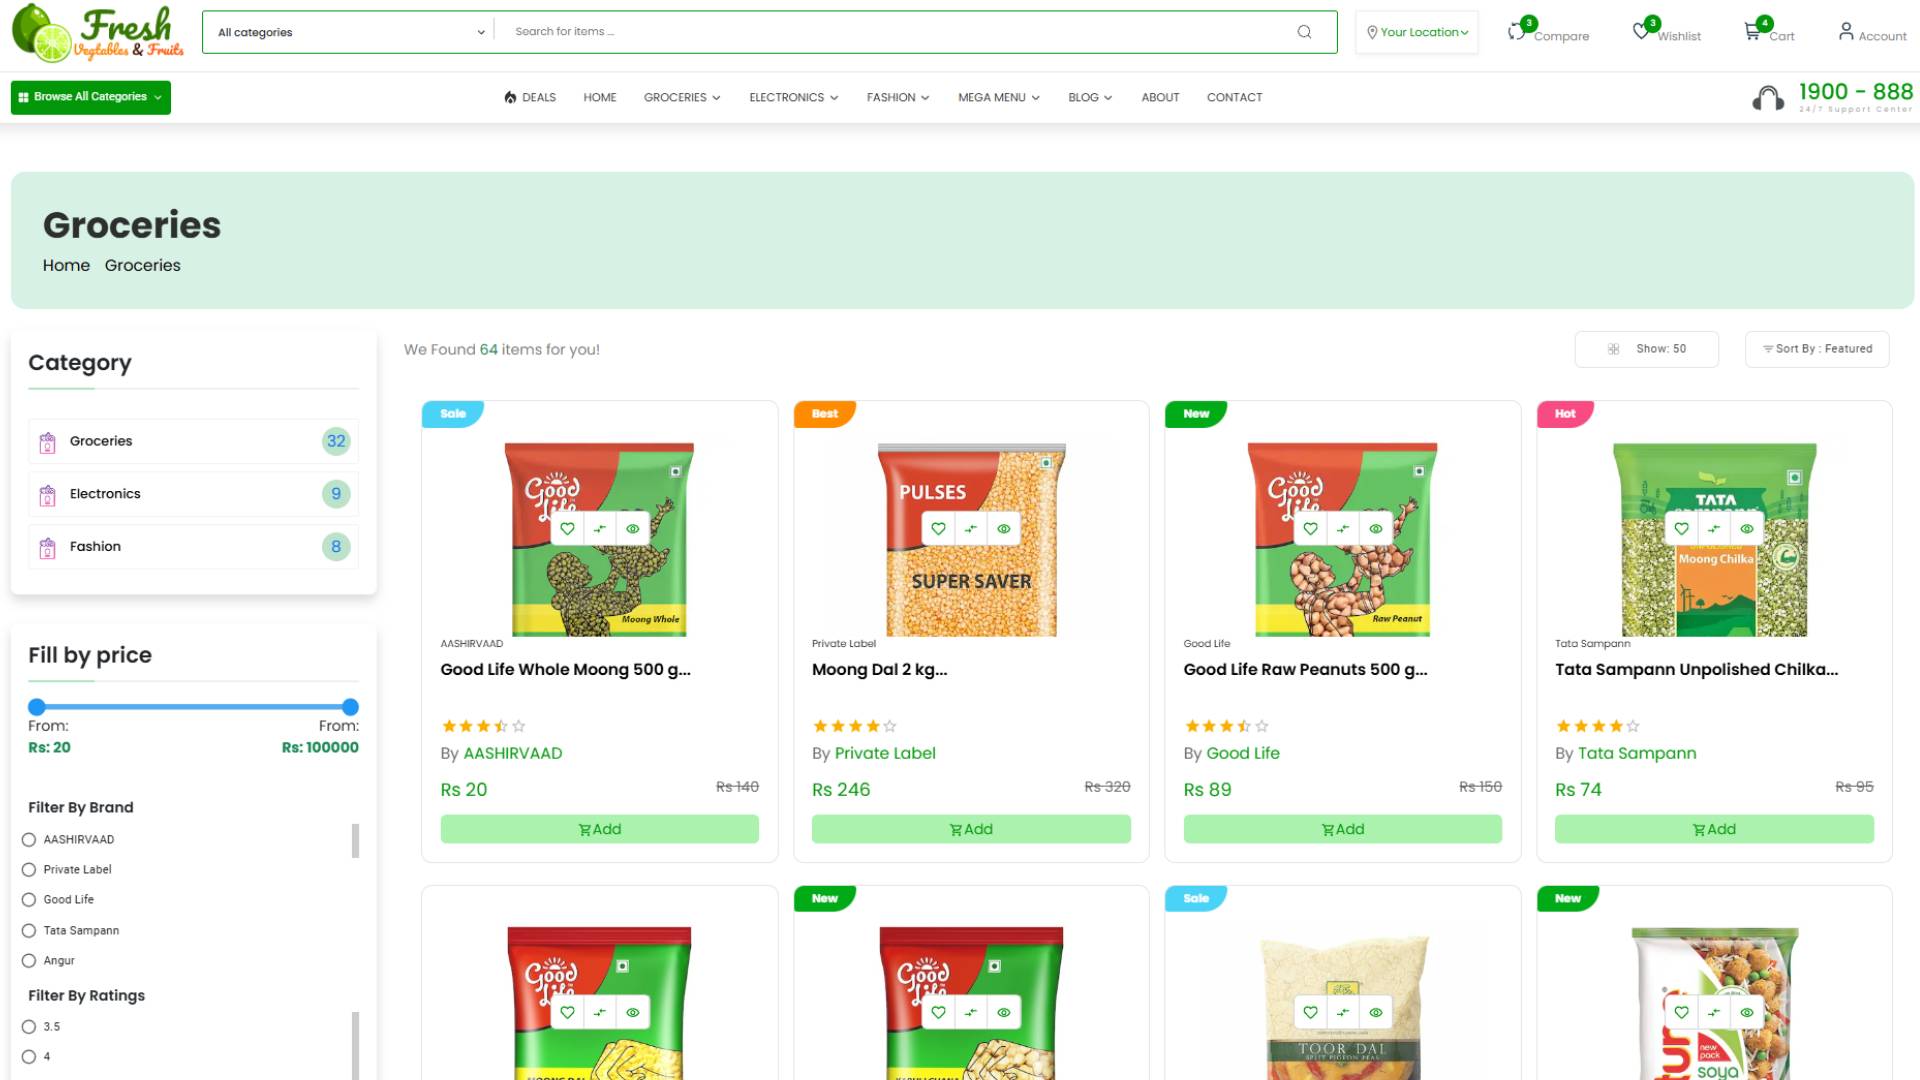 Fresh
Vegtables & Fruits
All categories
Search for items ...
Your Location
3
Compare
3
Wishlist
4
Cart
Account
Browse All Categories
DEALS
HOME
GROCERIES
ELECTRONICS
FASHION
MEGA MENU
BLOG
ABOUT
CONTACT
1900 - 888
24/7 Support Center
Groceries
Home Groceries
Category
Groceries 32
Electronics 9
Fashion 8
Fill by price
From: From:
Rs: 20 Rs: 100000
Filter By Brand
AASHIRVAAD
Private Label
Good Life
Tata Sampann
Angur
Filter By Ratings
3.5
4
We Found 64 items for you!
Show: 50
Sort By : Featured
Sale
Good
Life
Moong Whole
AASHIRVAAD
Good Life Whole Moong 500 g...
By AASHIRVAAD
Rs 20 Rs 140
Add
Best
PULSES
SUPER SAVER
Private Label
Moong Dal 2 kg...
By Private Label
Rs 246 Rs 320
Add
New
Good
Life
Raw Peanut
Good Life
Good Life Raw Peanuts 500 g...
By Good Life
Rs 89 Rs 150
Add
Hot
TATA
Moong Chilka
Tata Sampann
Tata Sampann Unpolished Chilka...
By Tata Sampann
Rs 74 Rs 95
Add
Good
Life
MOONG DAL
New
Good
Life
KABULI CHANA
Sale
TOOR DAL
SPLIT PIGEON PEAS
New
new
pack
soya